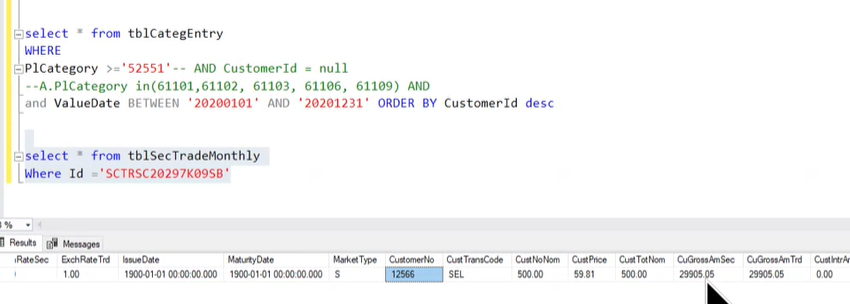 select * from tblCategEntry
WHERE
PlCategory >='52551'-- AND CustomerId = null
--A.PlCategory in(61101,61102, 61103, 61106, 61109) AND
and ValueDate BETWEEN '20200101' AND '20201231' ORDER BY CustomerId desc
select * from tblSecTradeMonthly
Where Id ='SCTRSC20297K09SB'
%
Results Messages
RateSec ExchRateTrd IssueDate MaturityDate MarketType CustomerNo CustTransCode CustNoNom CustPrice CustTotNom CuGrossAmSec CuGrossAmTrd
1.00 1900-01-01 00:00:00.000 1900-01-01 00:00:00.000 S 12566 SEL 500.00 59.81 500.00 29905.05 29905.05 0.00